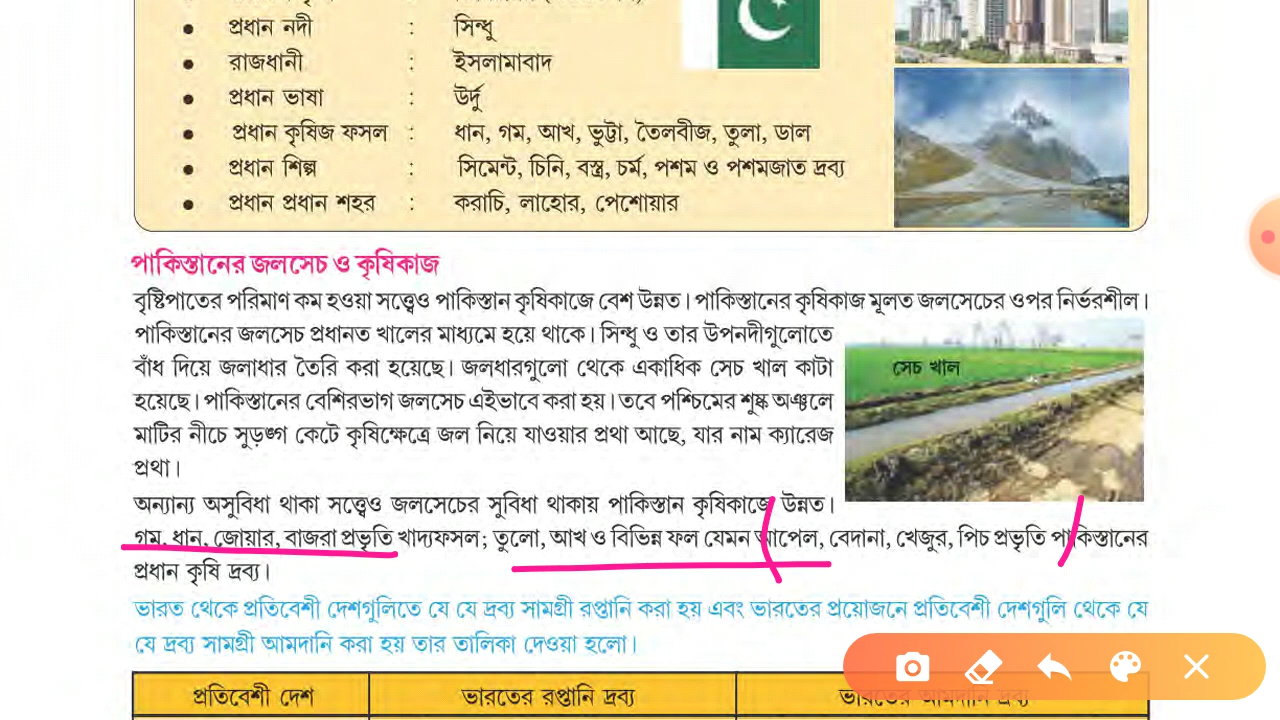 প্রধান নদী : সিন্ধু
রাজধানী : ইসলামাবাদ
প্রধান ভাষা : উর্দু
প্রধান কৃষিজ ফসল : ধান, গম, আখ, ভুট্টা, তৈলবীজ, তুলা, ডাল
প্রধান শিল্প : সিমেন্ট, চিনি, বস্ত্র, চর্ম, পশম ও পশমজাত দ্রব্য
প্রধান প্রধান শহর : করাচি, লাহোর, পেশোয়ার
পাকিস্তানের জলসেচ ও কৃষিকাজ
বৃষ্টিপাতের পরিমাণ কম হওয়া সত্ত্বেও পাকিস্তান কৃষিকাজে বেশ উন্নত। পাকিস্তানের কৃষিকাজ মূলত জলসেচের ওপর নির্ভরশীল।
পাকিস্তানের জলসেচ প্রধানত খালের মাধ্যমে হয়ে থাকে। সিন্ধু ও তার উপনদীগুলোতে
বাঁধ দিয়ে জলাধার তৈরি করা হয়েছে। জলধারগুলো থেকে একাধিক সেচ খাল কাটা
হয়েছে। পাকিস্তানের বেশিরভাগ জলসেচ এইভাবে করা হয়। তবে পশ্চিমের শুষ্ক অঞ্চলে
মাটির নীচে সুড়ঙ্গ কেটে কৃষিক্ষেত্রে জল নিয়ে যাওয়ার প্রথা আছে, যার নাম ক্যারেজ
প্রথা।
সেচ খাল
অন্যান্য অসুবিধা থাকা সত্ত্বেও জলসেচের সুবিধা থাকায় পাকিস্তান কৃষিকাজে উন্নত।
গম, ধান, জোয়ার, বাজরা প্রভৃতি খাদ্যফসল; তুলো, আখ ও বিভিন্ন ফল যেমন আপেল, বেদানা, খেজুর, পিচ প্রভৃতি পাকিস্তানের
প্রধান কৃষি দ্রব্য।
ভারত থেকে প্রতিবেশী দেশগুলিতে যে যে দ্রব্য সামগ্রী রপ্তানি করা হয় এবং ভারতের প্রয়োজনে প্রতিবেশী দেশগুলি থেকে যে
যে দ্রব্য সামগ্রী আমদানি করা হয় তার তালিকা দেওয়া হলো।
প্রতিবেশী দেশ ভারতের রপ্তানি দ্রব্য ভারতের আমদানি দ্রব্য